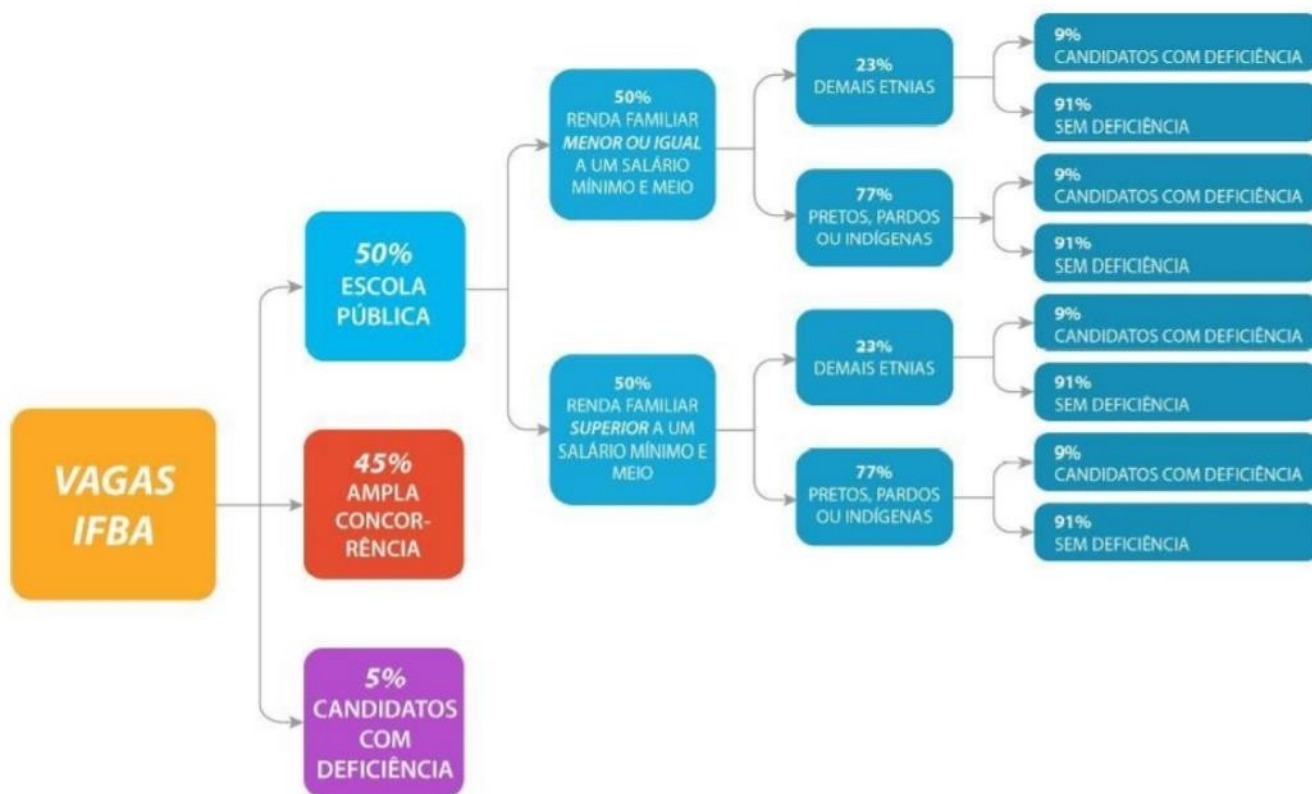 VAGAS
IFBA
50%
ESCOLA
PÚBLICA
45%
AMPLA
CONCOR-
RÊNCIA
5%
CANDIDATOS
COM
DEFICIÊNCIA
50%
RENDA FAMILIAR
MENOR OU IGUAL
A UM SALÁRIO
MÍNIMO E MEIO
50%
RENDA FAMILIAR
SUPERIOR A UM
SALÁRIO MÍNIMO E
MEIO
23%
DEMAIS ETNIAS
77%
PRETOS, PARDOS
OU INDÍGENAS
23%
DEMAIS ETNIAS
77%
PRETOS, PARDOS
OU INDÍGENAS
9%
CANDIDATOS COM DEFICIÊNCIA
91%
SEM DEFICIÊNCIA
9%
CANDIDATOS COM DEFICIÊNCIA
91%
SEM DEFICIÊNCIA
9%
CANDIDATOS COM DEFICIÊNCIA
91%
SEM DEFICIÊNCIA
9%
CANDIDATOS COM DEFICIÊNCIA
91%
SEM DEFICIÊNCIA